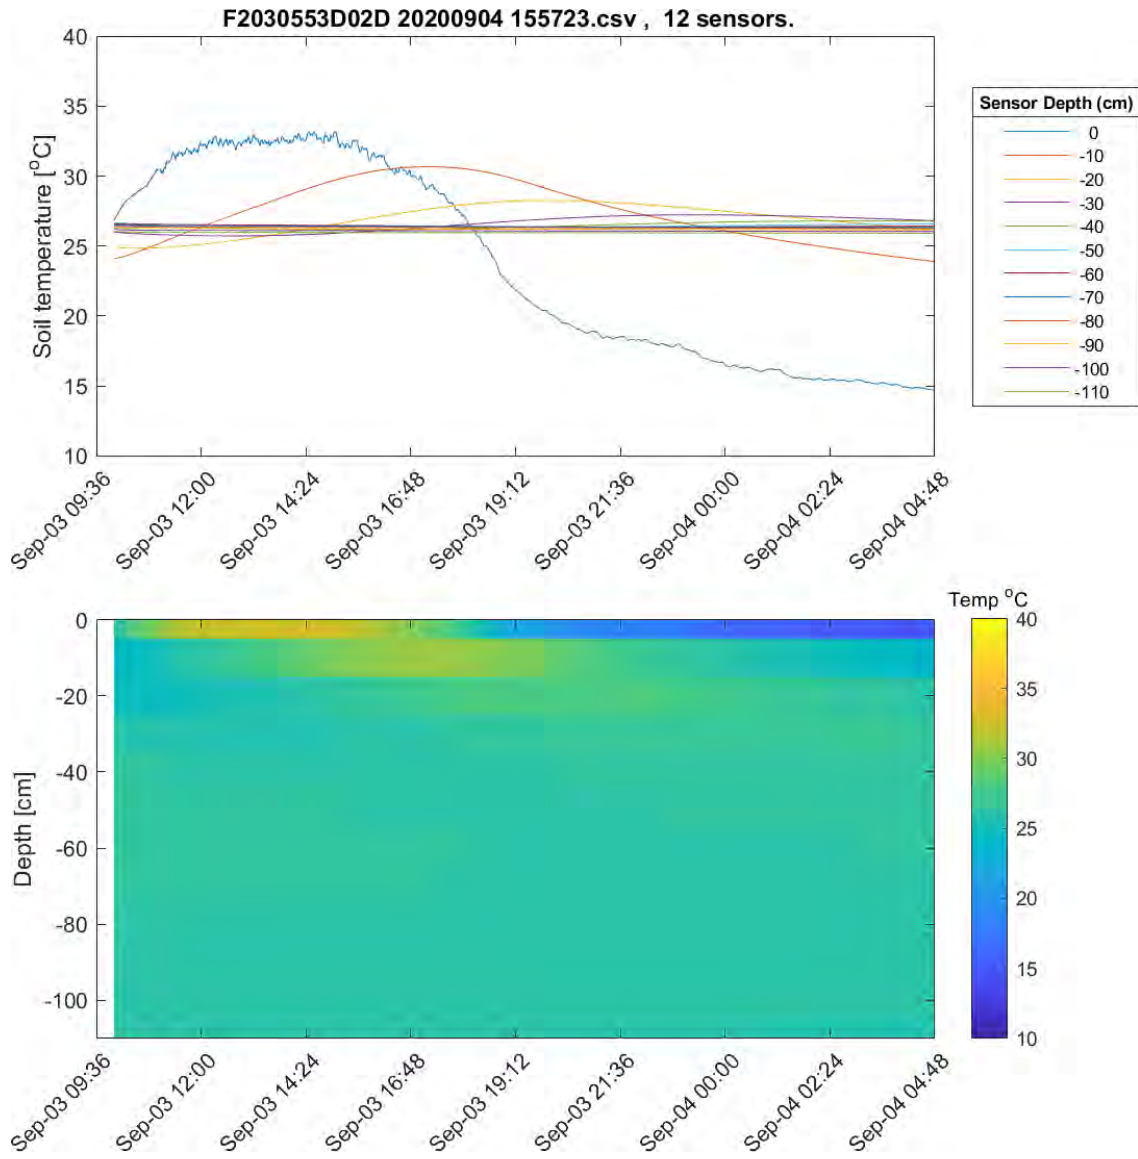 F2030553D02D 20200904 155723.csv , 12 sensors.
Soil temperature [°C]
40
35
30
25
20
15
10
Sep-03 09:36
Sep-03 12:00
Sep-03 14:24
Sep-03 16:48
Sep-03 19:12
Sep-03 21:36
Sep-04 00:00
Sep-04 02:24
Sep-04 04:48
Sensor Depth (cm)
0
-10
-20
-30
-40
-50
-60
-70
-80
-90
-100
-110
Depth [cm]
0
-20
-40
-60
-80
-100
Sep-03 09:36
Sep-03 12:00
Sep-03 14:24
Sep-03 16:48
Sep-03 19:12
Sep-03 21:36
Sep-04 00:00
Sep-04 02:24
Sep-04 04:48
Temp °C
40
35
30
25
20
15
10